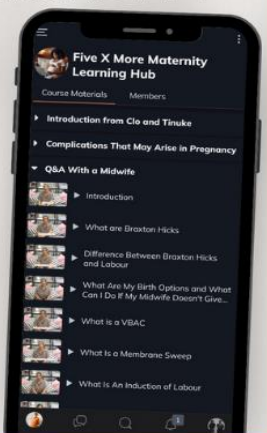 Five X More Maternity
Learning Hub
Course Materials Members
Introduction from Clo and Tinuke
Complications That May Arise in Pregnancy
Q&A With a Midwife
Introduction
What are Braxton Hicks
Difference Between Braxton Hicks
and Labour
What Are My Birth Options and What
Can I Do If My Midwife Doesn't Give...
What is a VBAC
What Is a Membrane Sweep
What Is An Induction of Labour
1